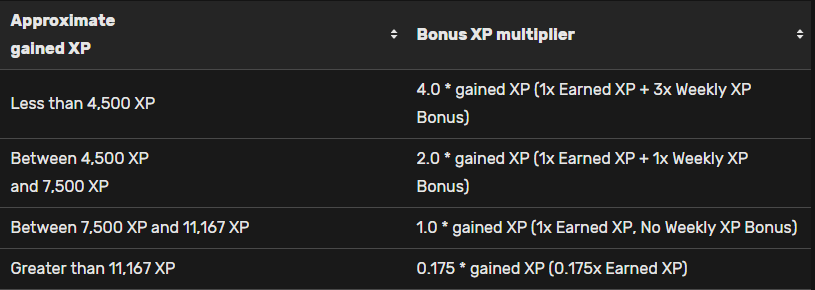 Approximate
gained XP
Bonus XP multiplier
Less than 4,500 XP
4.0 * gained XP (1x Earned XP + 3x Weekly XP
Bonus)
Between 4,500 XP
and 7,500 XP
2.0 * gained XP (1x Earned XP + 1x Weekly XP
Bonus)
Between 7,500 XP and 11,167 XP
1.0 * gained XP (1x Earned XP, No Weekly XP Bonus)
Greater than 11,167 XP
0.175 * gained XP (0.175x Earned XP)